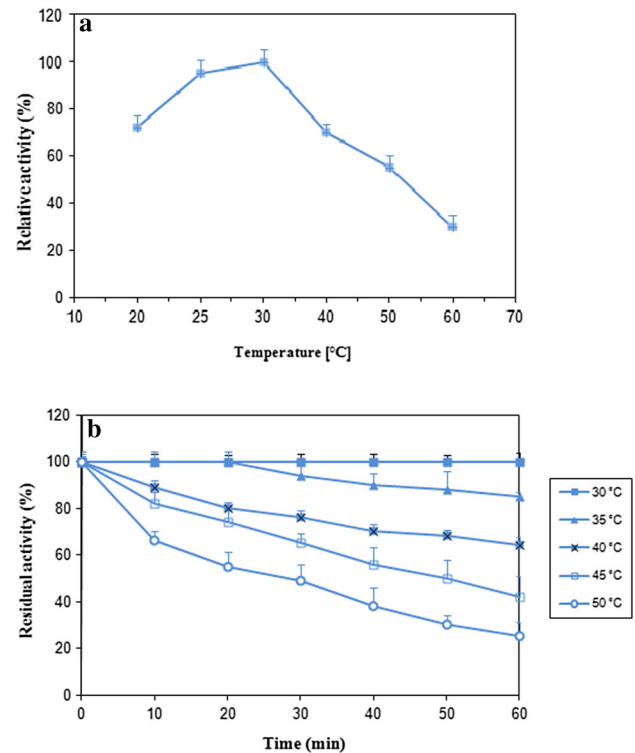 a
120
100
80
60
40
20
0
Relative activity (%)
10 20 25 30 40 50 60 70
Temperature [°C]
b
120
100
80
60
40
20
0
Residual activity (%)
0 10 20 30 40 50 60
Time (min)
30 °C
35 °C
40 °C
45 °C
50 °C